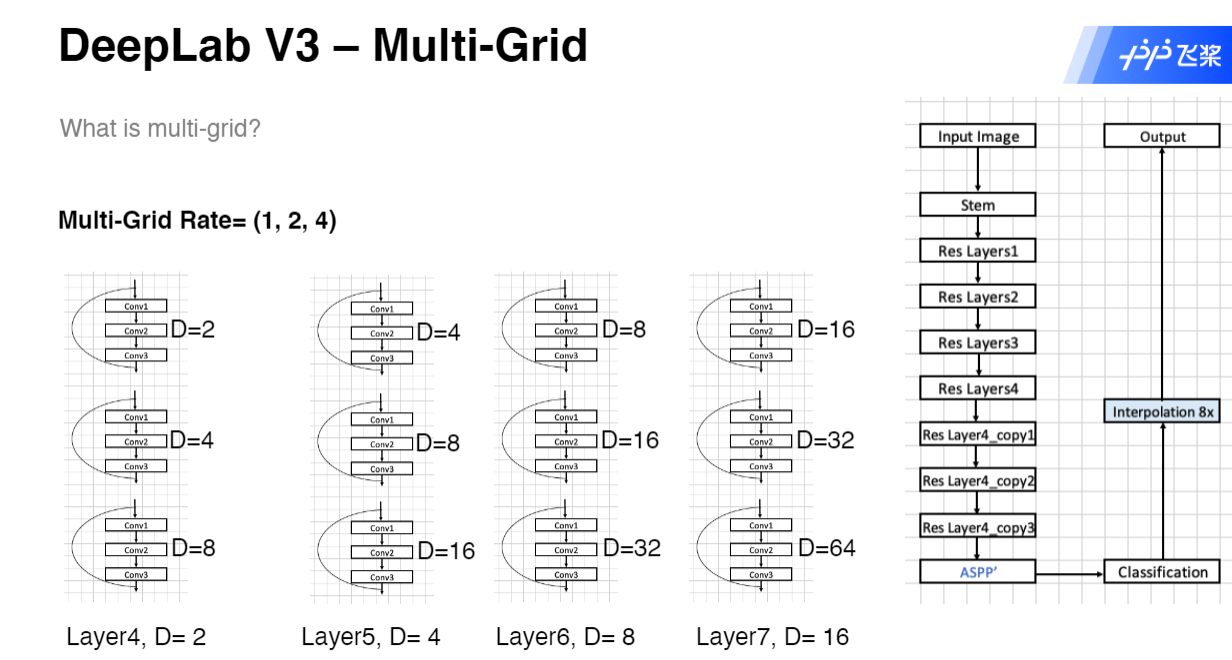 DeepLab V3 – Multi-Grid
飞桨
What is multi-grid?
Multi-Grid Rate= (1, 2, 4)
Conv1
Conv2 D=2
Conv3
Conv1
Conv2 D=4
Conv3
Conv1
Conv2 D=8
Conv3
Layer4, D= 2
Conv1
Conv2 D=4
Conv3
Conv1
Conv2 D=8
Conv3
Conv1
Conv2 D=16
Conv3
Layer5, D= 4
Conv1
Conv2 D=8
Conv3
Conv1
Conv2 D=16
Conv3
Conv1
Conv2 D=32
Conv3
Layer6, D= 8
Conv1
Conv2 D=16
Conv3
Conv1
Conv2 D=32
Conv3
Conv1
Conv2 D=64
Conv3
Layer7, D= 16
Input Image
Stem
Res Layers1
Res Layers2
Res Layers3
Res Layers4
Res Layer4_copy1
Res Layer4_copy2
Res Layer4_copy3
ASPP’
Classification
Interpolation 8x
Output